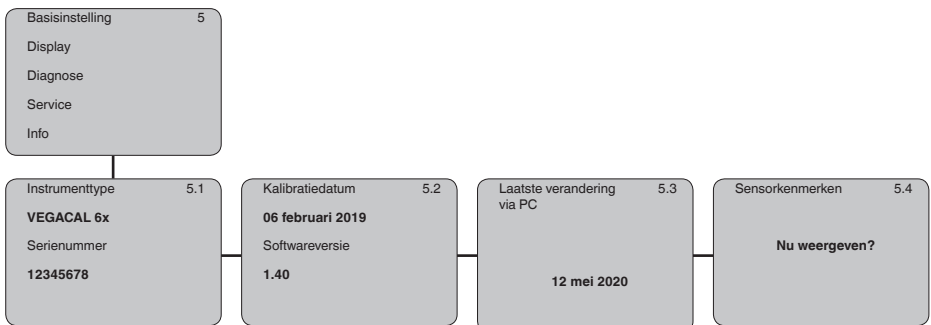 Basisinstelling 5
Display
Diagnose
Service
Info
Instrumenttype 5.1
VEGACAL 6x
Serienummer
12345678
Kalibratiedatum 5.2
06 februari 2019
Softwareversie
1.40
Laatste verandering 5.3
via PC
12 mei 2020
Sensorkenmerken 5.4
Nu weergeven?